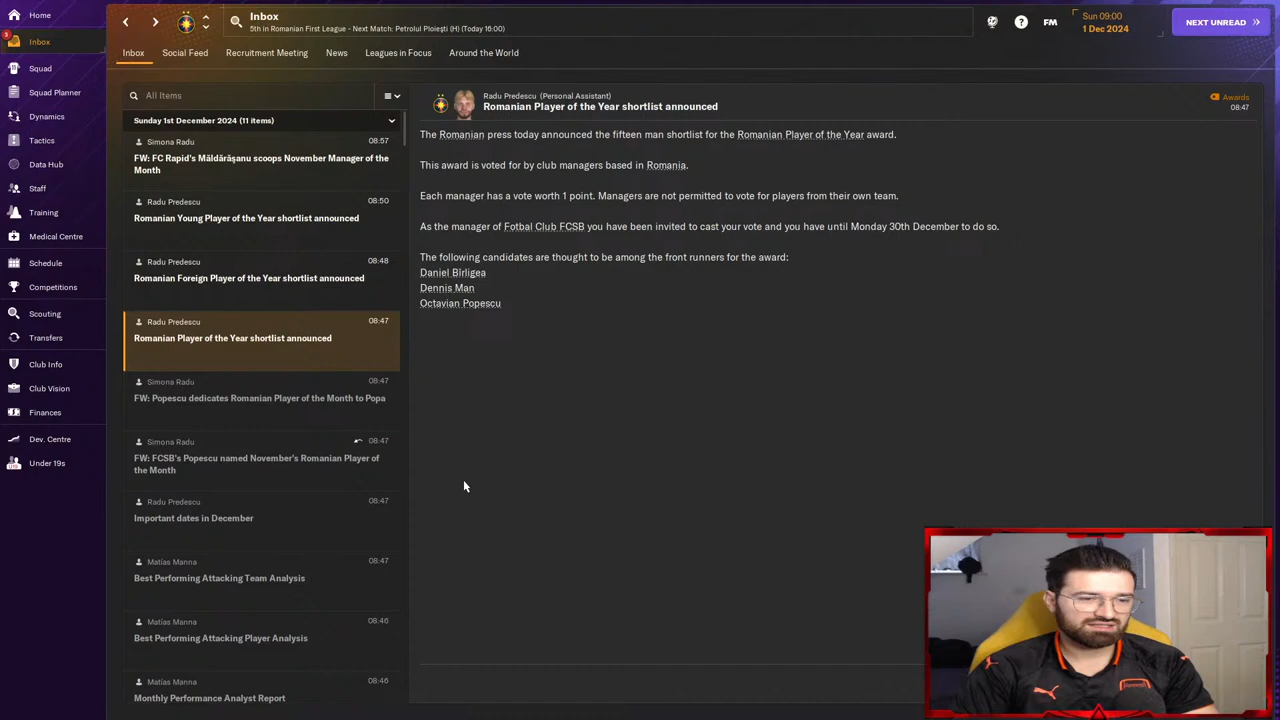 Home
3
Inbox
Squad
Squad Planner
Dynamics
Tactics
Data Hub
Staff
Training
Medical Centre
Schedule
Competitions
Scouting
Transfers
Club Info
Club Vision
Finances
Dev. Centre
Under 19s
Inbox
5th in Romanian First League - Next Match: Petrolul Ploieşti (H) (Today 16:00)
FM
Sun 09:00
1 Dec 2024
NEXT UNREAD
Inbox Social Feed Recruitment Meeting News Leagues in Focus Around the World
All Items
Sunday 1st December 2024 (11 items)
Simona Radu 08:57
FW: FC Rapid's Măldărăşanu scoops November Manager of the
Month
Radu Predescu 08:50
Romanian Young Player of the Year shortlist announced
Radu Predescu 08:48
Romanian Foreign Player of the Year shortlist announced
Radu Predescu 08:47
Romanian Player of the Year shortlist announced
Simona Radu 08:47
FW: Popescu dedicates Romanian Player of the Month to Popa
Simona Radu 08:47
FW: FCSB's Popescu named November's Romanian Player of
the Month
Radu Predescu 08:47
Important dates in December
Matías Manna 08:47
Best Performing Attacking Team Analysis
Matías Manna 08:46
Best Performing Attacking Player Analysis
Matías Manna 08:46
Monthly Performance Analyst Report
Radu Predescu (Personal Assistant)
Romanian Player of the Year shortlist announced
Awards
08:47
The Romanian press today announced the fifteen man shortlist for the Romanian Player of the Year award.
This award is voted for by club managers based in Romania.
Each manager has a vote worth 1 point. Managers are not permitted to vote for players from their own team.
As the manager of Fotbal Club FCSB you have been invited to cast your vote and you have until Monday 30th December to do so.
The following candidates are thought to be among the front runners for the award:
Daniel Bîrligea
Dennis Man
Octavian Popescu